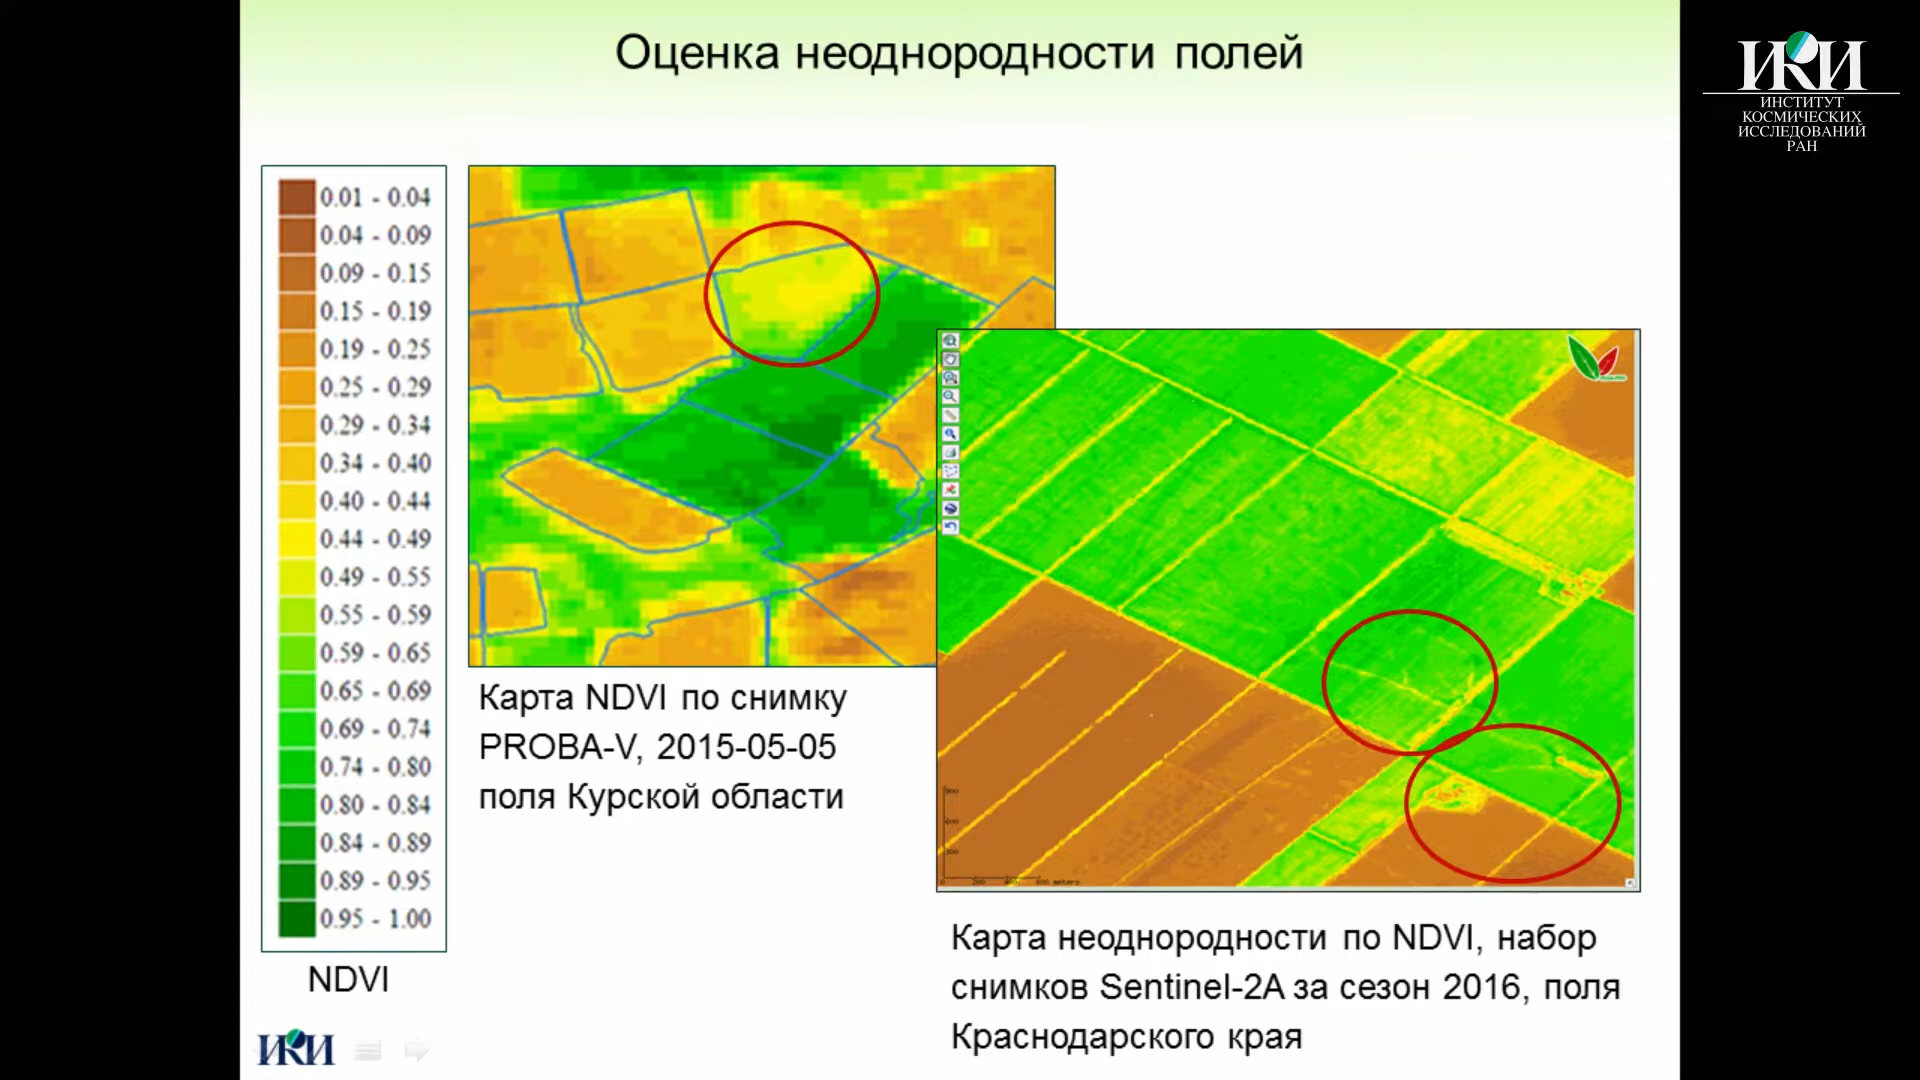 Оценка неоднородности полей
ИКИ
ИНСТИТУТ
КОСМИЧЕСКИХ
ИССЛЕДОВАНИЙ
РАН
0.01 - 0.04
0.04 - 0.09
0.09 - 0.15
0.15 - 0.19
0.19 - 0.25
0.25 - 0.29
0.29 - 0.34
0.34 - 0.40
0.40 - 0.44
0.44 - 0.49
0.49 - 0.55
0.55 - 0.59
0.59 - 0.65
0.65 - 0.69
0.69 - 0.74
0.74 - 0.80
0.80 - 0.84
0.84 - 0.89
0.89 - 0.95
0.95 - 1.00
NDVI
Карта NDVI по снимку
PROBA-V, 2015-05-05
поля Курской области
Карта неоднородности по NDVI, набор
снимков Sentinel-2A за сезон 2016, поля
Краснодарского края
ИКИ